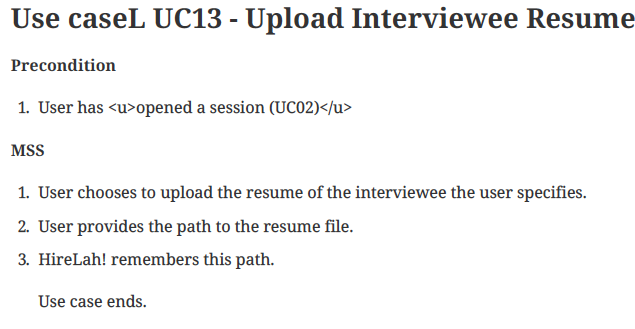 Use caseL UC13 - Upload Interviewee Resume
Precondition
1. User has <u>opened a session (UC02)</u>
MSS
1. User chooses to upload the resume of the interviewee the user specifies.
2. User provides the path to the resume file.
3. HireLah! remembers this path.
Use case ends.